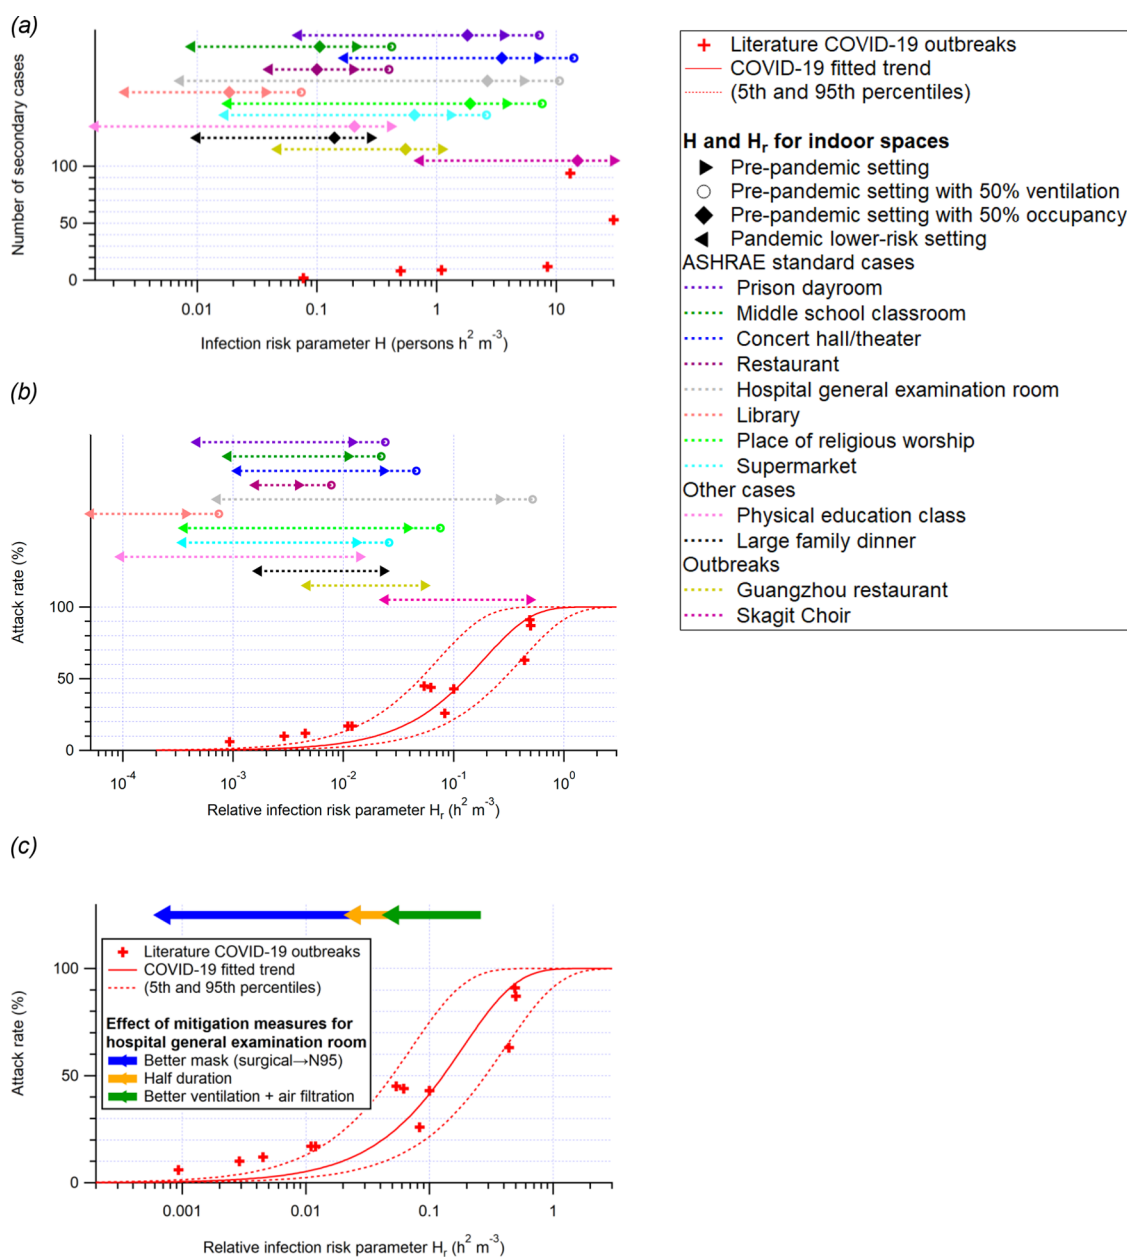 (a)
Number of secondary cases
100
50
0
0.01
0.1
1
10
Infection risk parameter H (persons h² m⁻³)
Literature COVID-19 outbreaks
COVID-19 fitted trend
(5th and 95th percentiles)
H and Hᵣ for indoor spaces
Pre-pandemic setting
Pre-pandemic setting with 50% ventilation
Pre-pandemic setting with 50% occupancy
Pandemic lower-risk setting
ASHRAE standard cases
Prison dayroom
Middle school classroom
Concert hall/theater
Restaurant
Hospital general examination room
Library
Place of religious worship
Supermarket
Other cases
Physical education class
Large family dinner
Outbreaks
Guangzhou restaurant
Skagit Choir
(b)
Attack rate (%)
100
50
0
10⁻⁴
10⁻³
10⁻²
10⁻¹
10⁰
Relative infection risk parameter Hᵣ (h² m⁻³)
(c)
Attack rate (%)
100
50
0
Literature COVID-19 outbreaks
COVID-19 fitted trend
(5th and 95th percentiles)
Effect of mitigation measures for
hospital general examination room
Better mask (surgical→N95)
Half duration
Better ventilation + air filtration
0.001
0.01
0.1
1
Relative infection risk parameter Hᵣ (h² m⁻³)